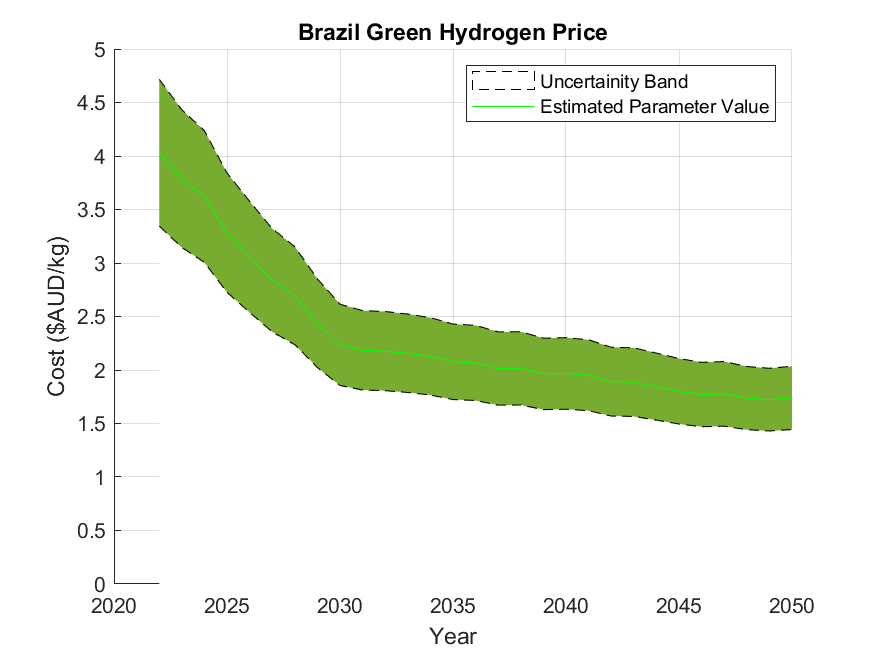 Brazil Green Hydrogen Price
Uncertainity Band
Estimated Parameter Value
Cost ($AUD/kg)
5
4.5
4
3.5
3
2.5
2
1.5
1
0.5
0
2020 2025 2030 2035 2040 2045 2050
Year